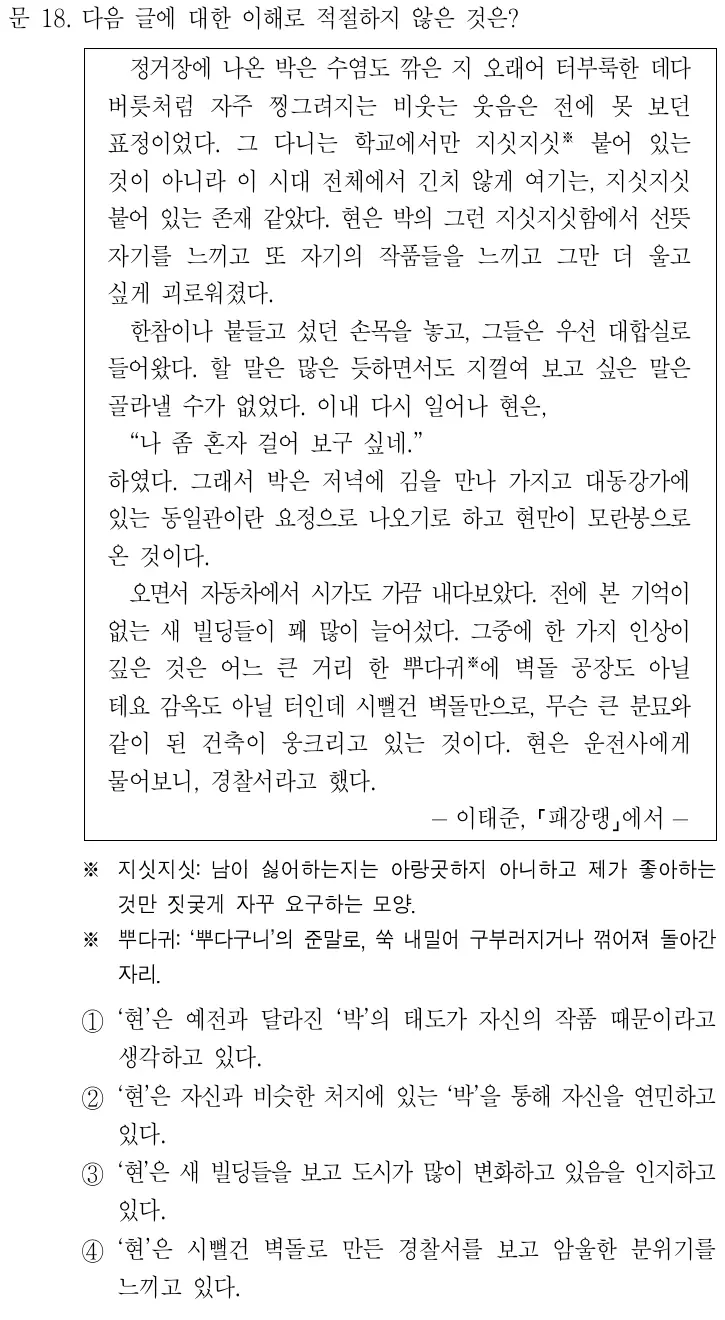 문 18. 다음 글에 대한 이해로 적절하지 않은 것은?
정거장에 나온 박은 수염도 깎은 지 오래어 터부룩한 데다
버릇처럼 자주 찡그려지는 비웃는 웃음은 전에 못 보던
표정이었다. 그 다니는 학교에서만 지싯지싯※ 붙어 있는
것이 아니라 이 시대 전체에서 긴치 않게 여기는, 지싯지싯
붙어 있는 존재 같았다. 현은 박의 그런 지싯지싯함에서 선뜻
자기를 느끼고 또 자기의 작품들을 느끼고 그만 더 울고
싶게 괴로워졌다.
한참이나 붙들고 섰던 손목을 놓고, 그들은 우선 대합실로
들어왔다. 할 말은 많은 듯하면서도 지껄여 보고 싶은 말은
골라낼 수가 없었다. 이내 다시 일어나 현은,
“나 좀 혼자 걸어 보구 싶네.”
하였다. 그래서 박은 저녁에 김을 만나 가지고 대동강가에
있는 동일관이란 요정으로 나오기로 하고 현만이 모란봉으로
온 것이다.
오면서 자동차에서 시가도 가끔 내다보았다. 전에 본 기억이
없는 새 빌딩들이 꽤 많이 늘어섰다. 그중에 한 가지 인상이
깊은 것은 어느 큰 거리 한 뿌다귀※에 벽돌 공장도 아닐
테요 감옥도 아닐 터인데 시뻘건 벽돌만으로, 무슨 큰 분묘와
같이 된 건축이 웅크리고 있는 것이다. 현은 운전사에게
물어보니, 경찰서라고 했다.
– 이태준, 「패강랭」에서 –
※ 지싯지싯: 남이 싫어하는지는 아랑곳하지 아니하고 제가 좋아하는
것만 짓궂게 자꾸 요구하는 모양.
※ 뿌다귀: ‘뿌다구니’의 준말로, 쑥 내밀어 구부러지거나 꺾어져 돌아간
자리.
① ‘현’은 예전과 달라진 ‘박’의 태도가 자신의 작품 때문이라고
생각하고 있다.
② ‘현’은 자신과 비슷한 처지에 있는 ‘박’을 통해 자신을 연민하고
있다.
③ ‘현’은 새 빌딩들을 보고 도시가 많이 변화하고 있음을 인지하고
있다.
④ ‘현’은 시뻘건 벽돌로 만든 경찰서를 보고 암울한 분위기를
느끼고 있다.